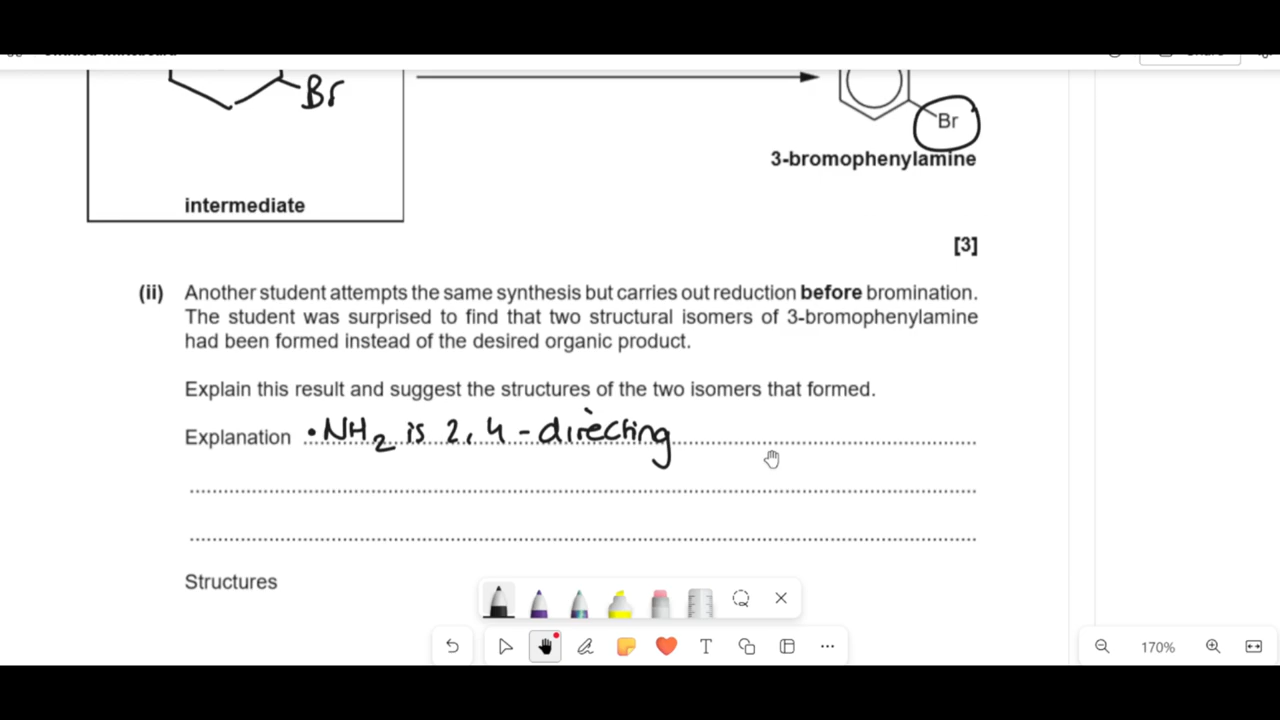 Br
Br
3-bromophenylamine
intermediate
[3]
(ii) Another student attempts the same synthesis but carries out reduction before bromination.
The student was surprised to find that two structural isomers of 3-bromophenylamine
had been formed instead of the desired organic product.
Explain this result and suggest the structures of the two isomers that formed.
Explanation •NH2 is 2,4-directing
Structures
T
170%